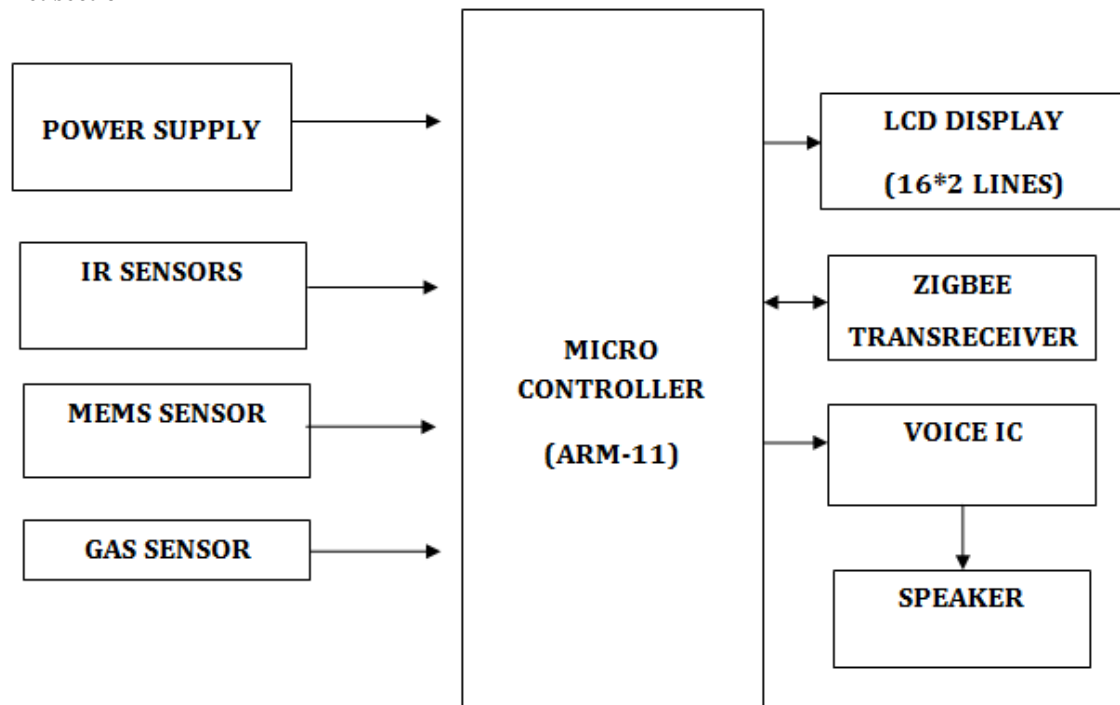 POWER SUPPLY
IR SENSORS
MEMS SENSOR
GAS SENSOR
MICRO
CONTROLLER
(ARM-11)
LCD DISPLAY
(16*2 LINES)
ZIGBEE
TRANSRECEIVER
VOICE IC
SPEAKER